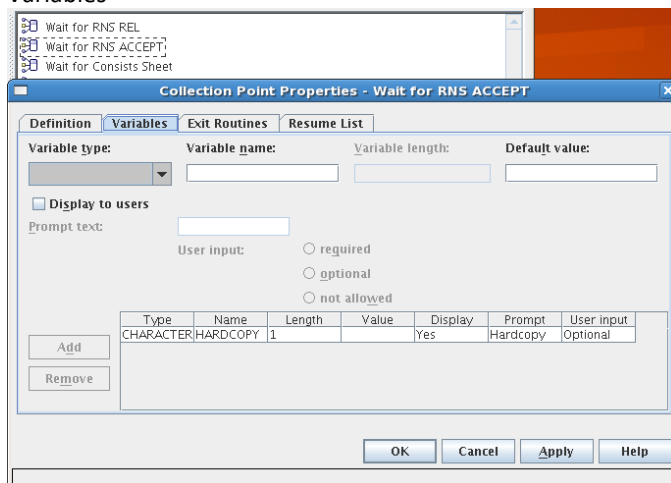 Variables
Wait for RNS REL
Wait for RNS ACCEPT
Wait for Consists Sheet
Collection Point Properties - Wait for RNS ACCEPT
Definition Variables Exit Routines Resume List
Variable type: Variable name: Variable length: Default value:
Display to users
Prompt text:
User input: required
optional
not allowed
Type Name Length Value Display Prompt User input
CHARACTER HARDCOPY 1 Yes Hardcopy Optional
Add
Remove
OK Cancel Apply Help